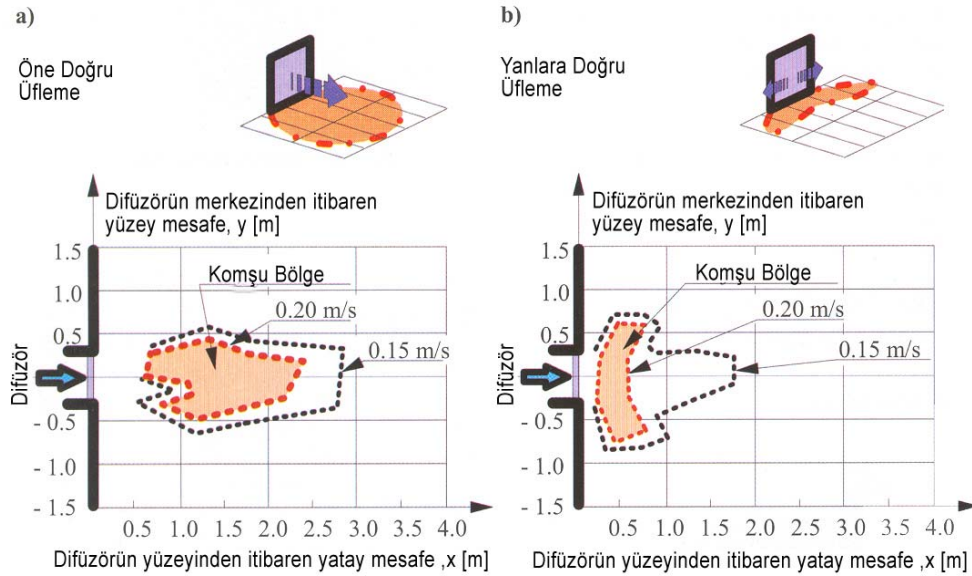 a)
Öne Doğru
Üfleme
Difüzörün merkezinden itibaren
yüzey mesafe, y [m]
1.5
1.0
0.5
0
- 0.5
- 1.0
- 1.5
Difüzör
Komşu Bölge
0.20 m/s
0.15 m/s
0.5 1.0 1.5 2.0 2.5 3.0 3.5 4.0
Difüzörün yüzeyinden itibaren yatay mesafe ,x [m]
b)
Yanlara Doğru
Üfleme
Difüzörün merkezinden itibaren
yüzey mesafe, y [m]
1.5
1.0
0.5
0
- 0.5
- 1.0
- 1.5
Difüzör
Komşu Bölge
0.20 m/s
0.15 m/s
0.5 1.0 1.5 2.0 2.5 3.0 3.5 4.0
Difüzörün yüzeyinden itibaren yatay mesafe ,x [m]